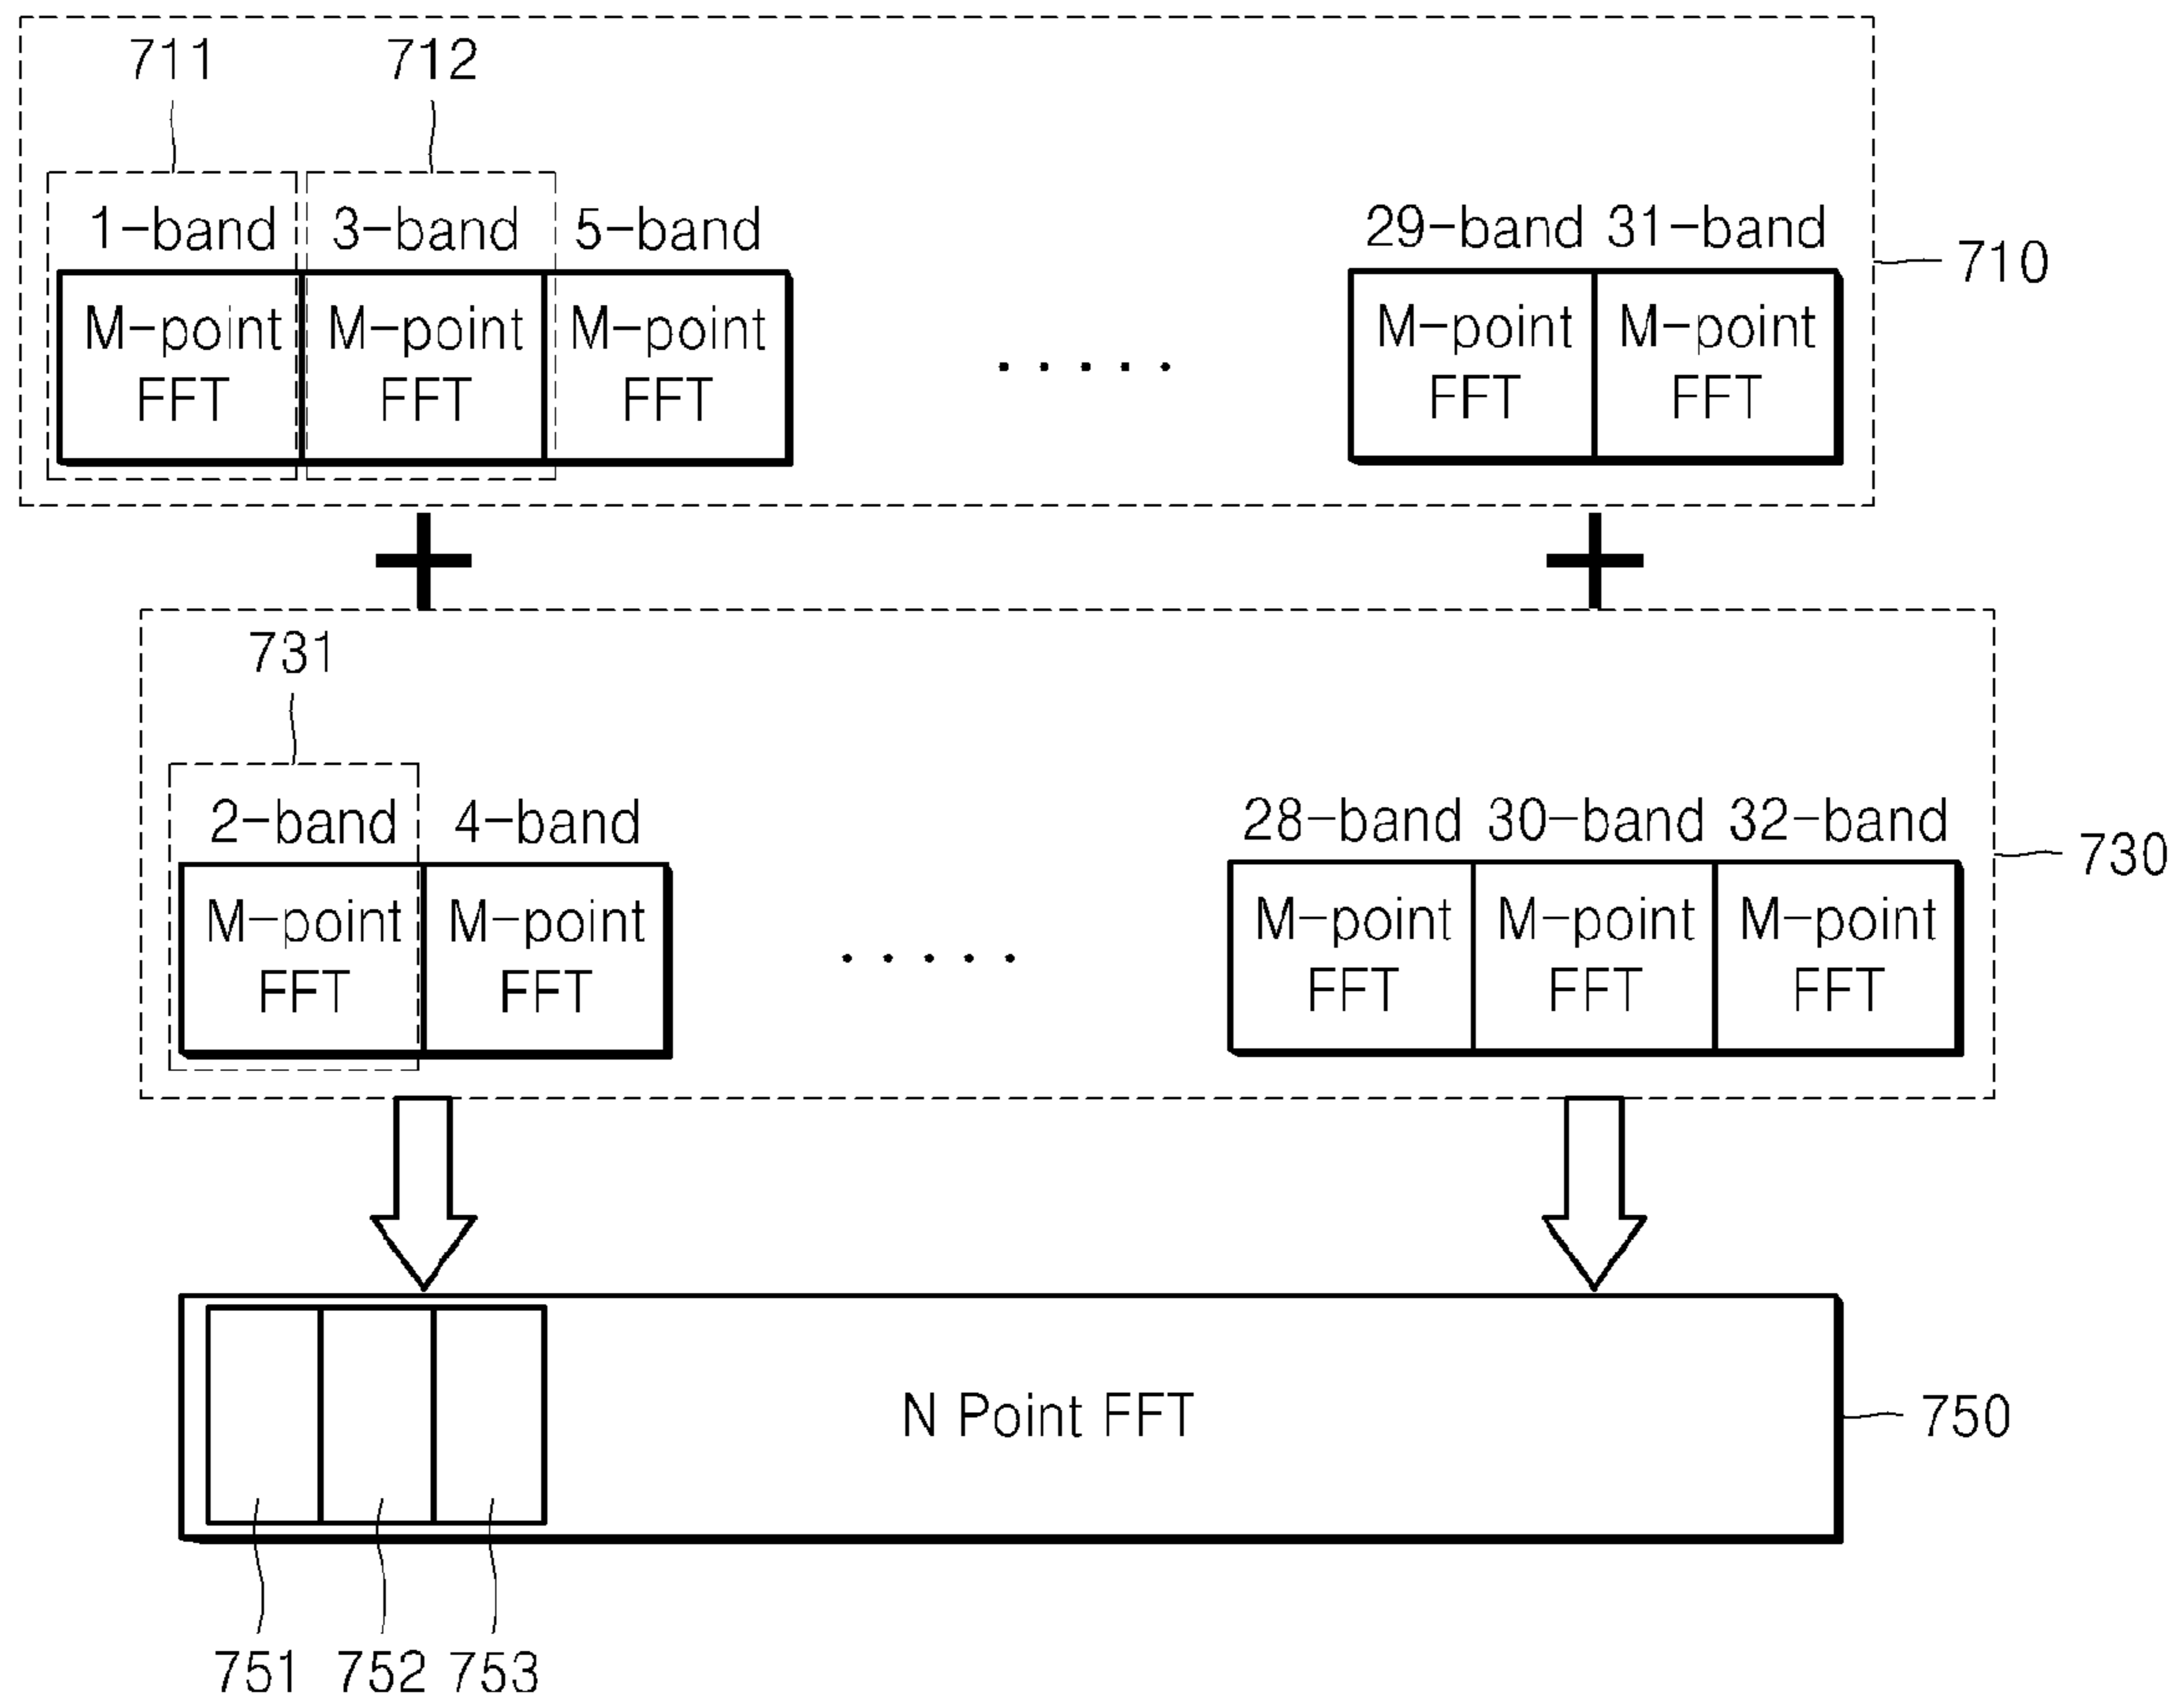 711 712
1-band 3-band 5-band 29-band 31-band
710
M-point M-point M-point M-point M-point
FFT FFT FFT FFT FFT
.....
+ +
731
2-band 4-band 28-band 30-band 32-band
730
M-point M-point M-point M-point M-point
FFT FFT FFT FFT FFT
.....
N Point FFT
750
751 752 753